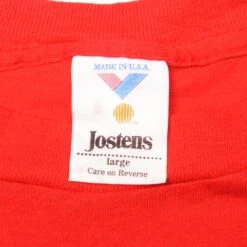 MADE IN U.S.A.
Jostens
large
Care on Reverse